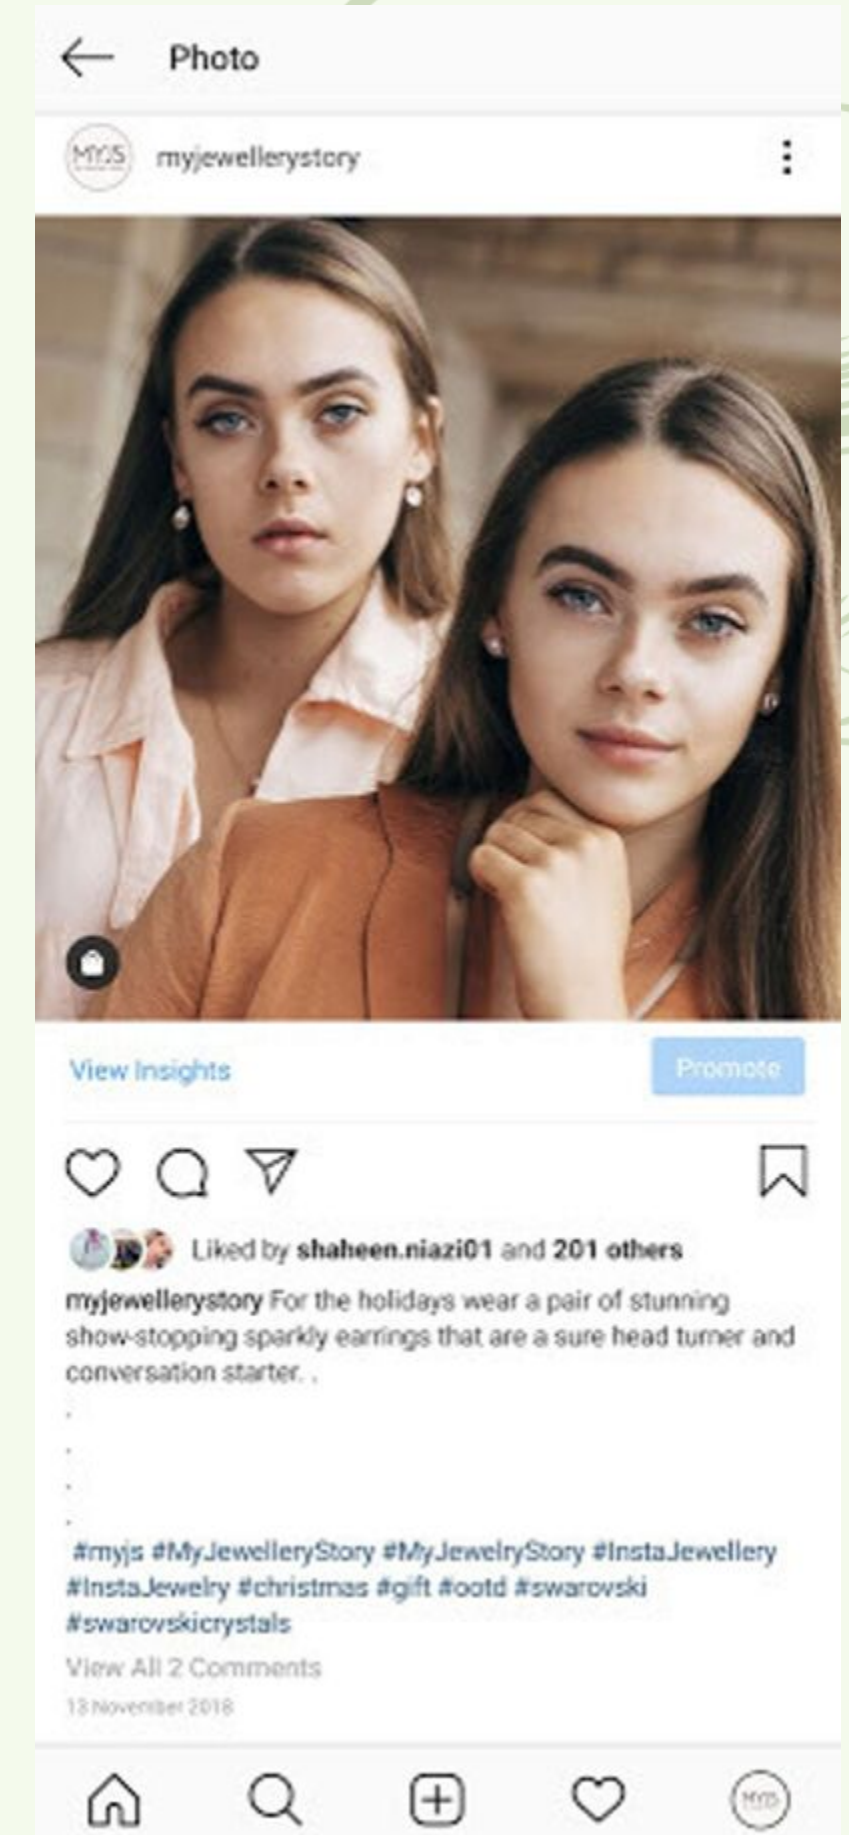 Photo
MYJS
myjewellerystory
View Insights
Promote
Liked by shaheen.niazi01 and 201 others
myjewellerystory For the holidays wear a pair of stunning
show-stopping sparkly earrings that are a sure head turner and
conversation starter. .
.
.
.
.
#myjs #MyJewelleryStory #MyJewelryStory #InstaJewellery
#InstaJewelry #christmas #gift #ootd #swarovski
#swarovskicrystals
View All 2 Comments
13 November 2018
MYJS